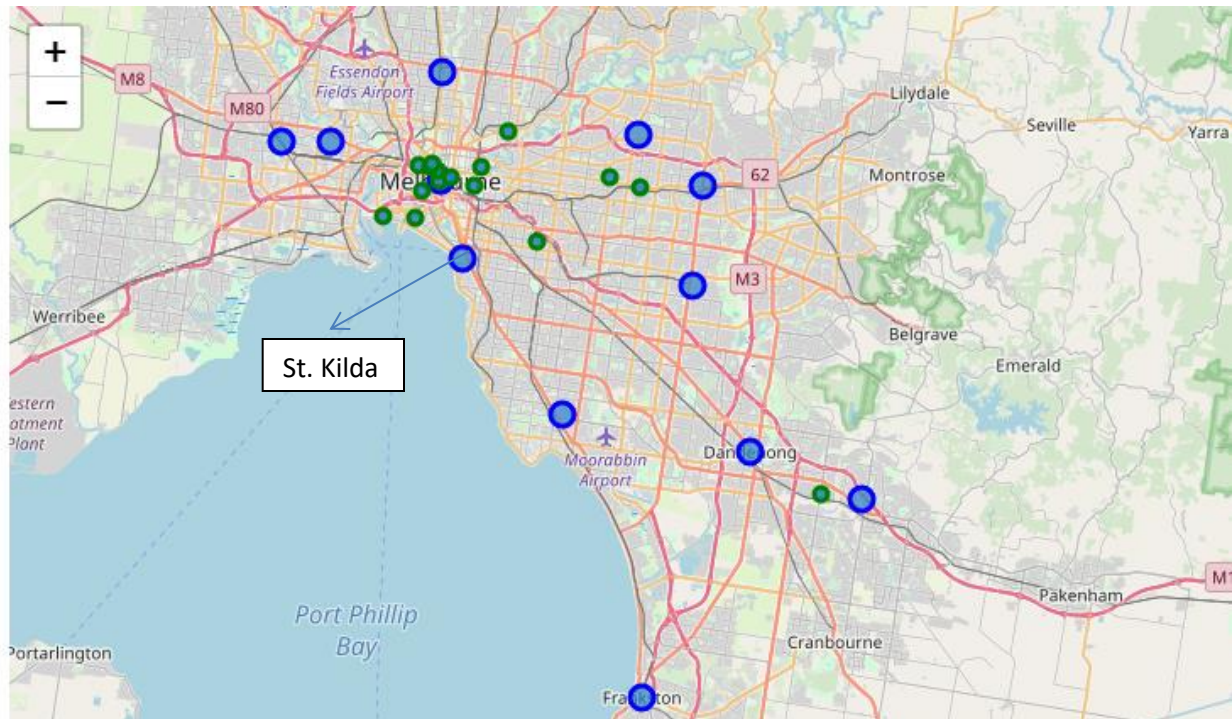 +
−
M8
M80
Essendon
Fields Airport
Lilydale
Seville
Yarra
62
Montrose
Melbourne
M3
Werribee
Belgrave
Emerald
St. Kilda
estern
atment
Plant
Moorabbin
Airport
Dandenong
M1
Pakenham
Port Phillip
Bay
Cranbourne
Portarlington
Frankston